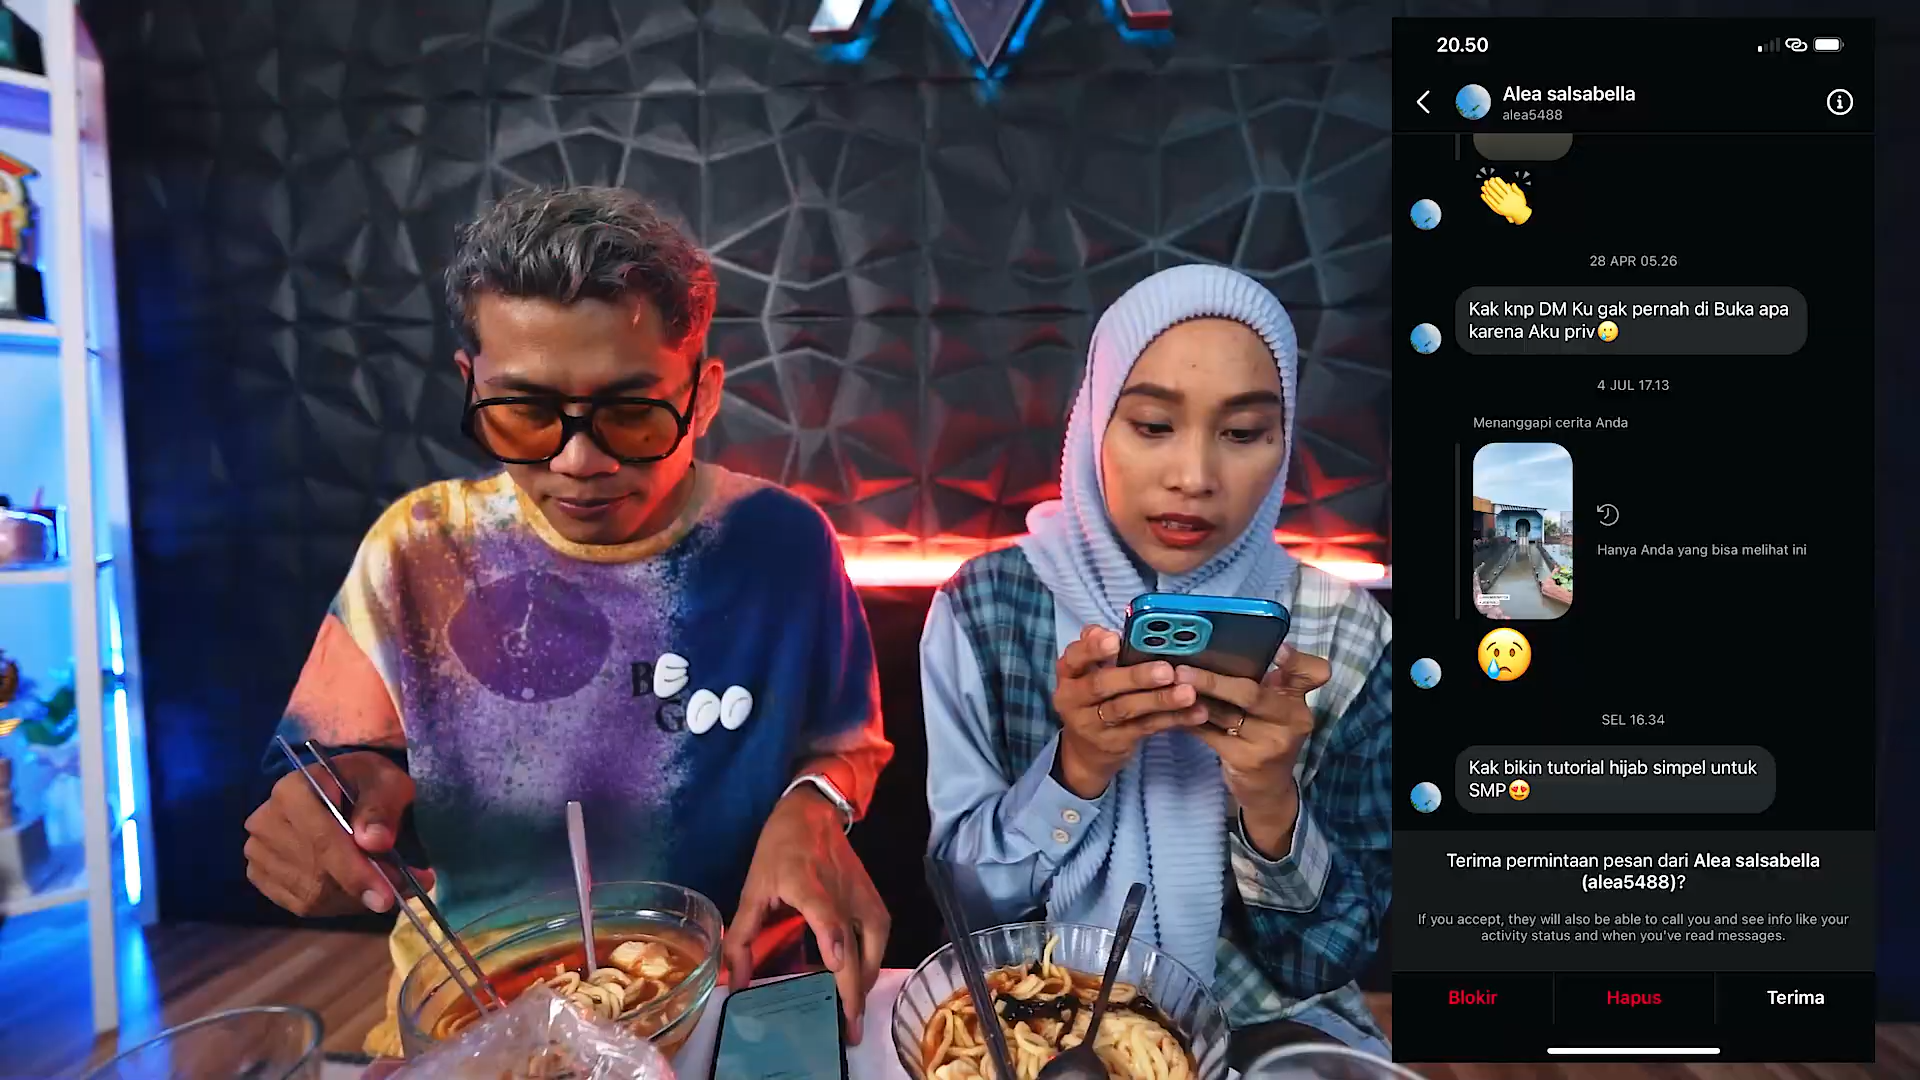 BE
GOO
20.50
Alea salsabella
alea5488
28 APR 05.26
Kak knp DM Ku gak pernah di Buka apa
karena Aku priv🥲
4 JUL 17.13
Menanggapi cerita Anda
Hanya Anda yang bisa melihat ini
SEL 16.34
Kak bikin tutorial hijab simpel untuk
SMP😍
Terima permintaan pesan dari Alea salsabella
(alea5488)?
If you accept, they will also be able to call you and see info like your
activity status and when you've read messages.
Blokir
Hapus
Terima